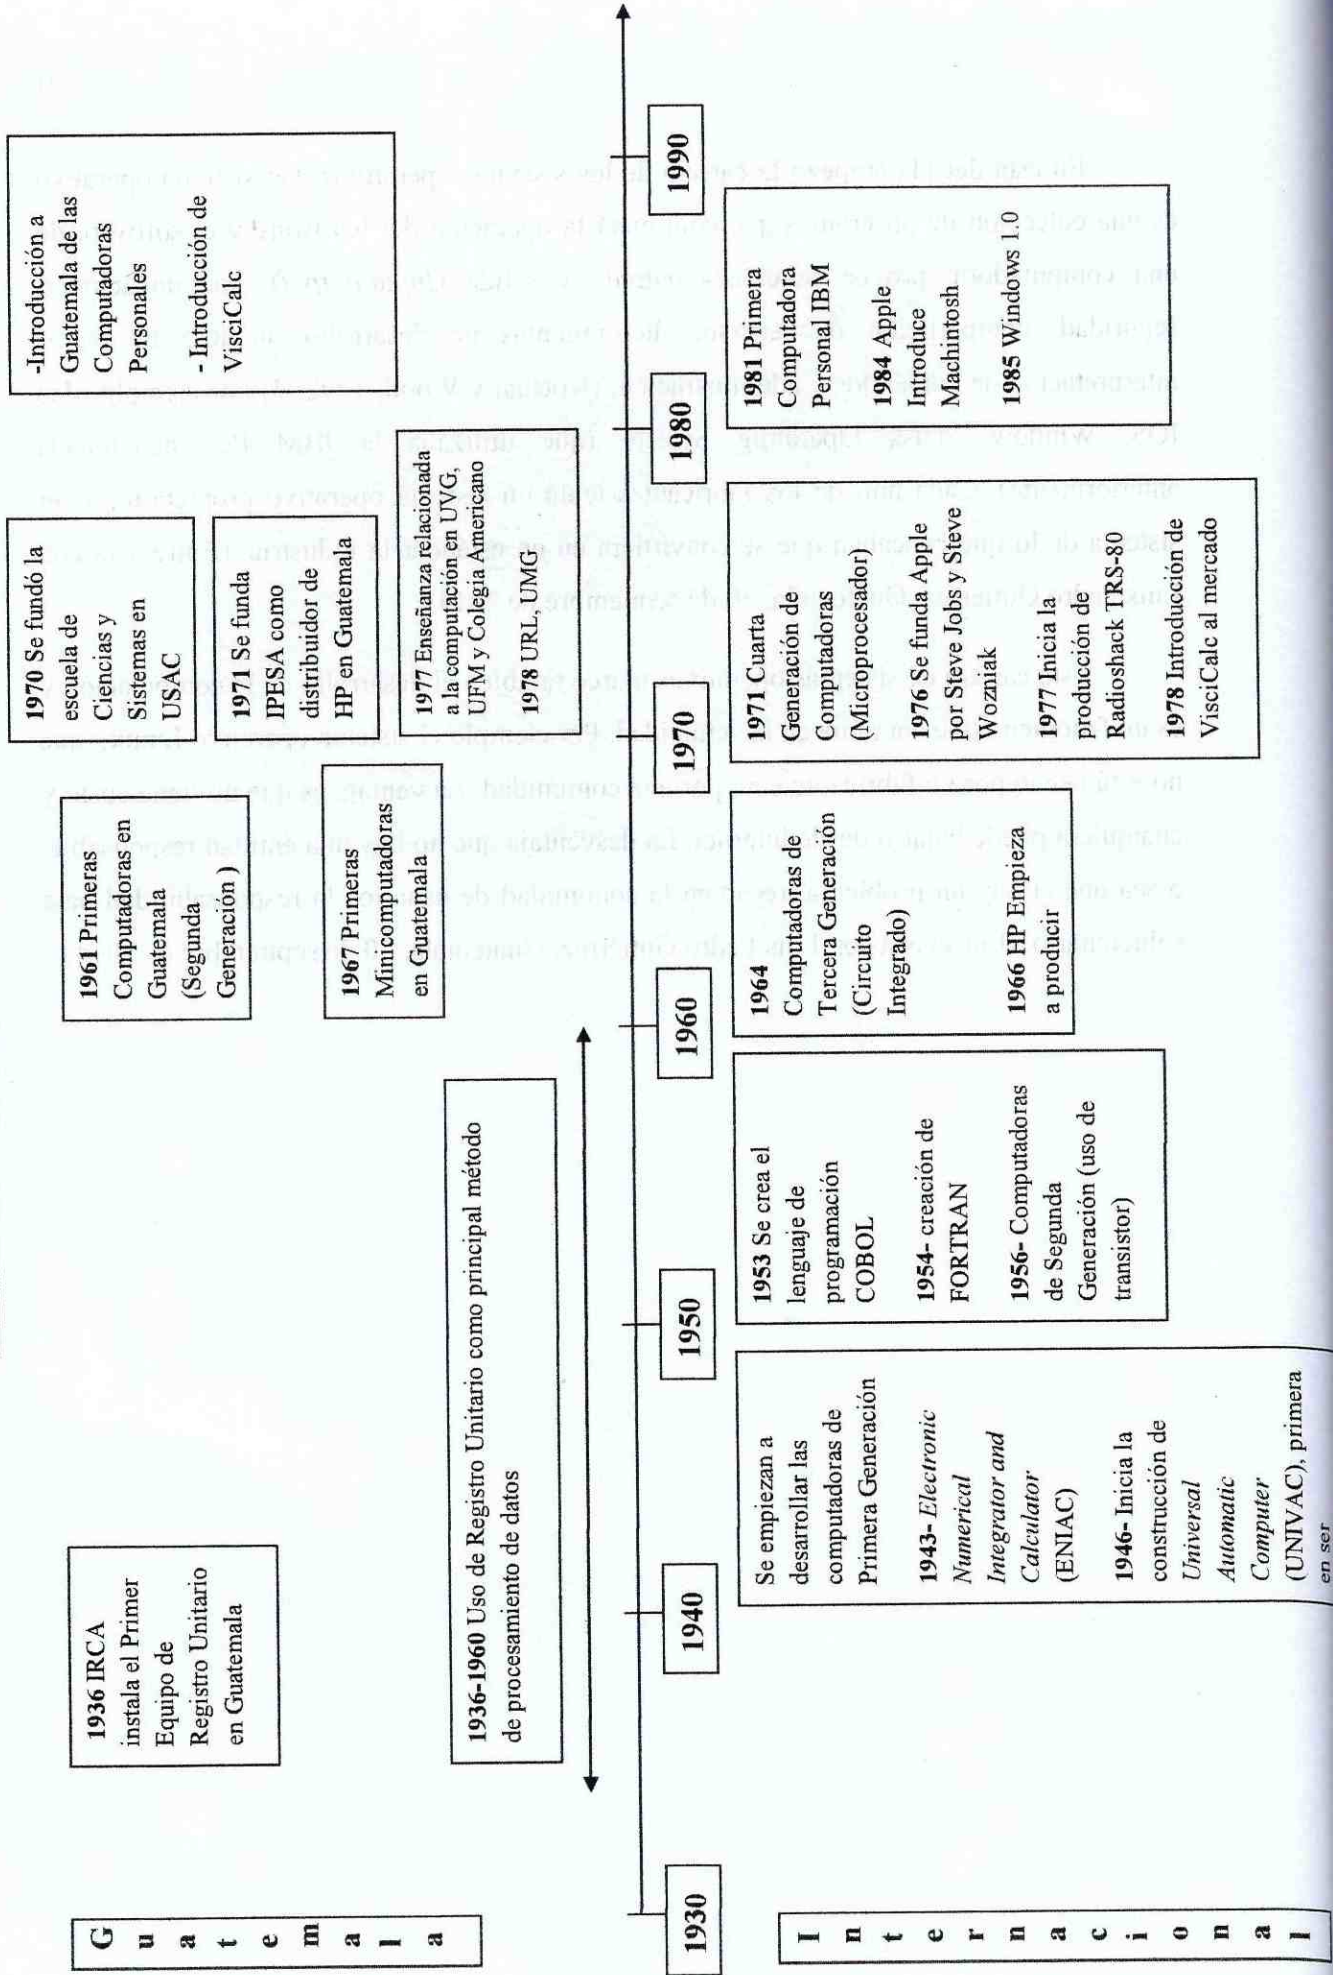 G
u
a
t
e
m
a
l
a
1936 IRCA
instala el Primer
Equipo de
Registro Unitario
en Guatemala
1936-1960 Uso de Registro Unitario como principal método
de procesamiento de datos
1961 Primeras
Computadoras en
Guatemala
(Segunda
Generación )
1967 Primeras
Minicomputadoras
en Guatemala
1970 Se fundó la
escuela de
Ciencias y
Sistemas en
USAC
1971 Se funda
IPESA como
distribuidor de
HP en Guatemala
1977 Enseñanza relacionada
a la computación en UVG,
UFM y Colegia Americano
1978 URL, UMG
-Introducción a
Guatemala de las
Computadoras
Personales
- Introducción de
VisciCalc
1930
1940
1950
1960
1970
1980
1990
I
n
t
e
r
n
a
c
i
o
n
a
l
Se empiezan a
desarrollar las
computadoras de
Primera Generación
1943- Electronic
Numerical
Integrator and
Calculator
(ENIAC)
1946- Inicia la
construcción de
Universal
Automatic
Computer
(UNIVAC), primera
en ser
1953 Se crea el
lenguaje de
programación
COBOL
1954- creación de
FORTRAN
1956- Computadoras
de Segunda
Generación (uso de
transistor)
1964
Computadoras de
Tercera Generación
(Circuito
Integrado)
1966 HP Empieza
a producir
1971Cuarta
Generación de
Computadoras
(Microprocesador)
1976 Se funda Apple
por Steve Jobs y Steve
Wozniak
1977Inicia la
producción de
Radioshack TRS-80
1978 Introducción de
VisciCalc al mercado
1981 Primera
Computadora
Personal IBM
1984 Apple
Introduce
Machintosh
1985 Windows 1.0